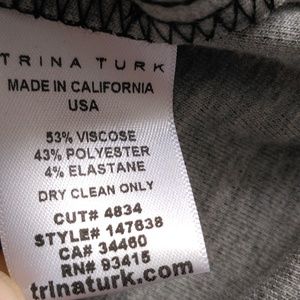 TRINA TURK
MADE IN CALIFORNIA
USA
53% VISCOSE
43% POLYESTER
4% ELASTANE
DRY CLEAN ONLY
CUT# 4834
STYLE# 147638
CA# 34460
RN# 93415
trinaturk.com